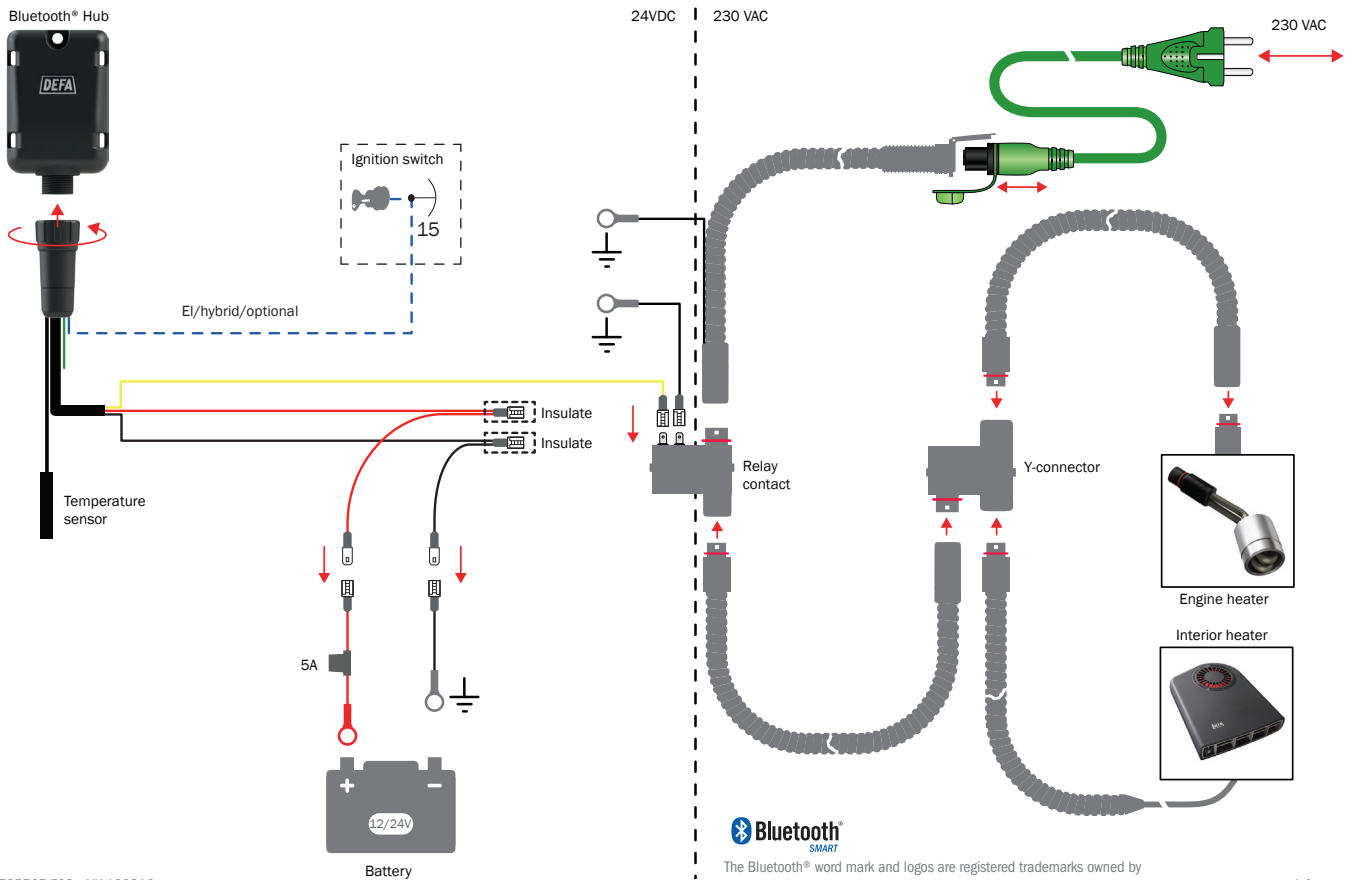 Bluetooth® Hub
24VDC
230 VAC
230 VAC
DEFA
Ignition switch
15
El/hybrid/optional
Insulate
Insulate
Relay
contact
Y-connector
Temperature
sensor
Engine heater
Interior heater
5A
+ −
12/24V
Battery
Bluetooth®
SMART
The Bluetooth® word mark and logos are registered trademarks owned by